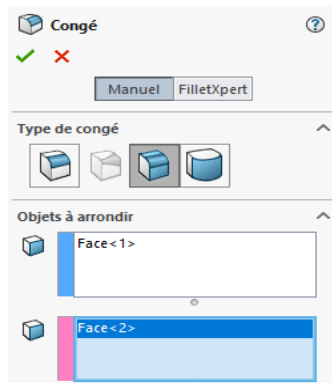 Congé
Manuel FilletXpert
Type de congé
Objets à arrondir
Face<1>
Face<2>